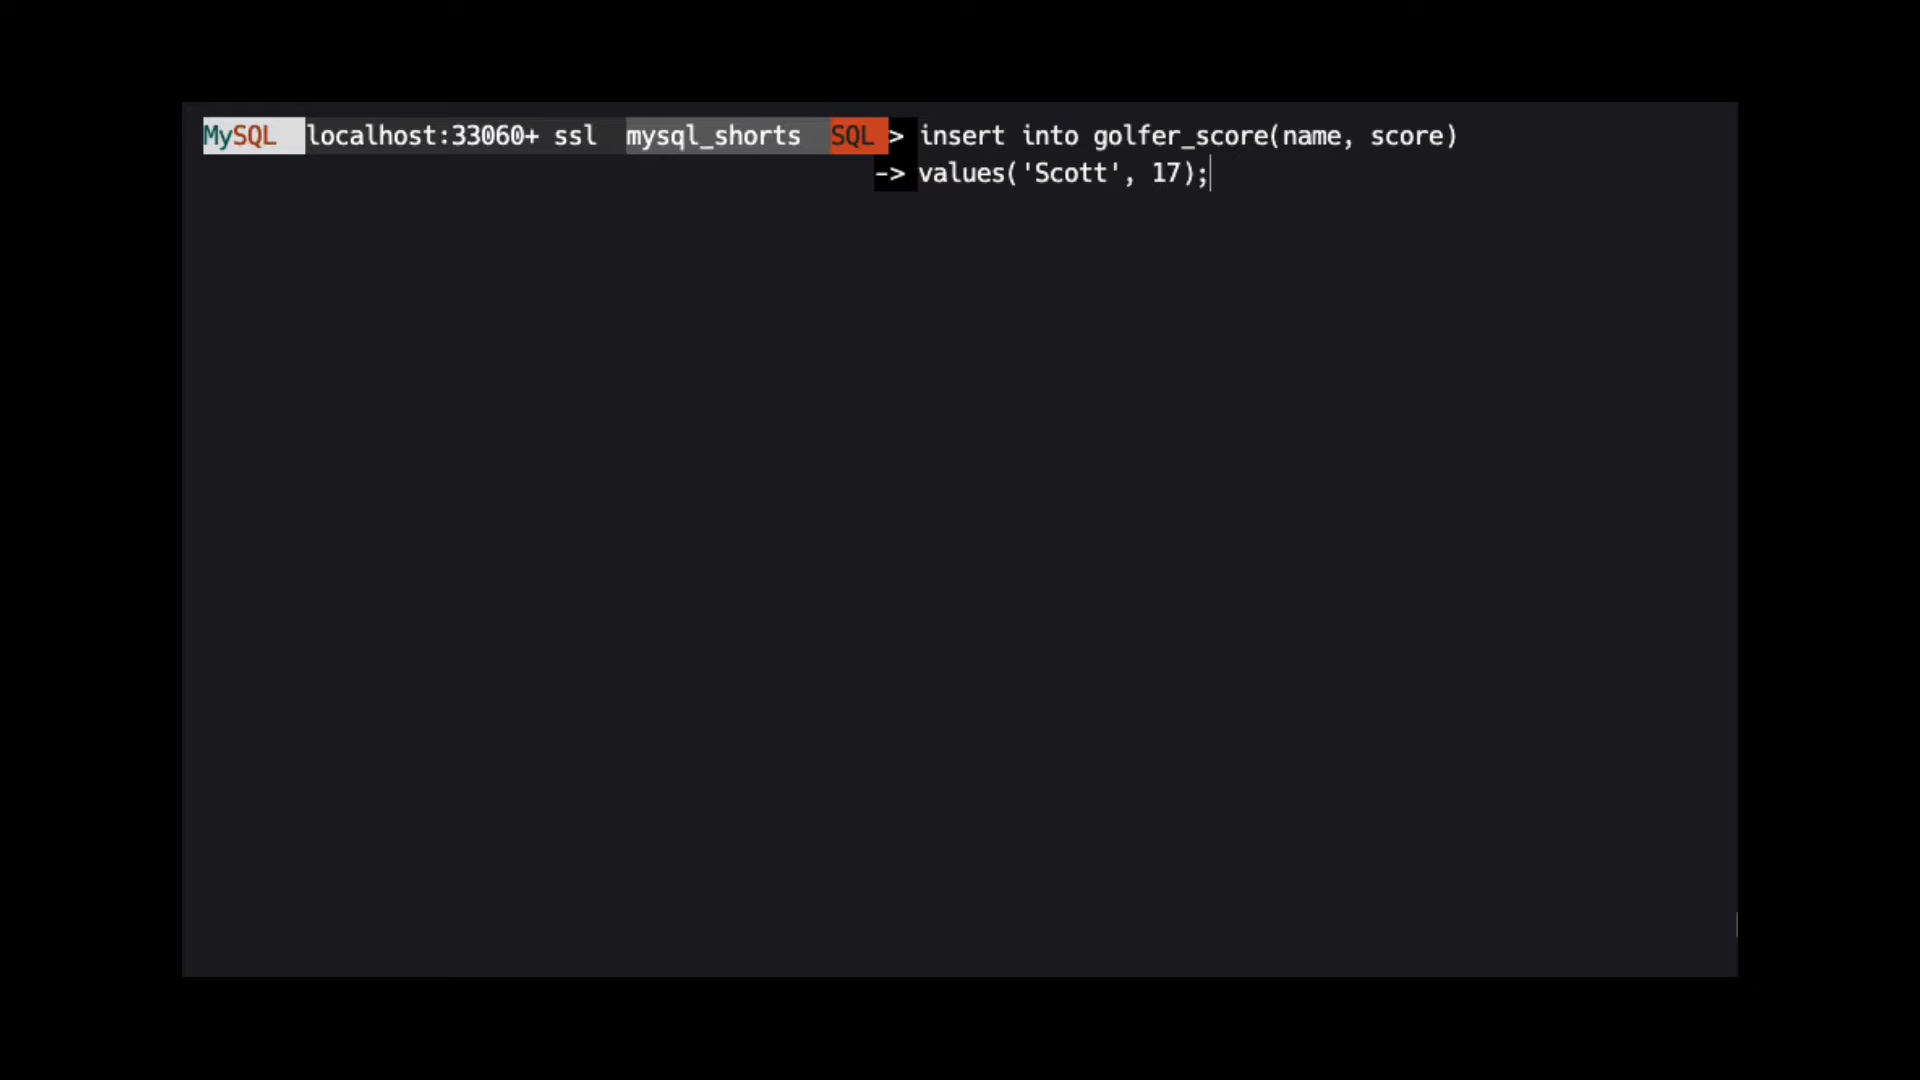 MySQL localhost:33060+ ssl mysql_shorts SQL > insert into golfer_score(name, score)
-> values('Scott', 17);